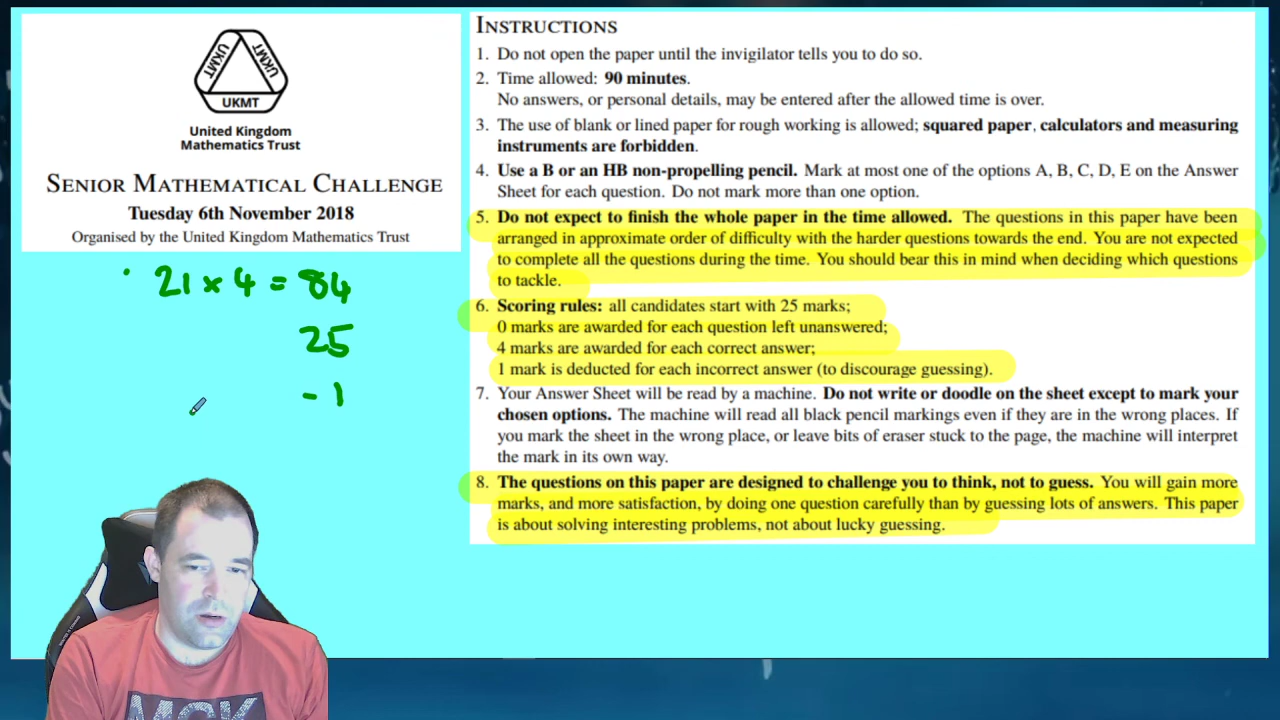 UKMT
UKMT
UKMT
United Kingdom
Mathematics Trust
SENIOR MATHEMATICAL CHALLENGE
Tuesday 6th November 2018
Organised by the United Kingdom Mathematics Trust
21 × 4 = 84
25
- 1
INSTRUCTIONS
1. Do not open the paper until the invigilator tells you to do so.
2. Time allowed: 90 minutes.
No answers, or personal details, may be entered after the allowed time is over.
3. The use of blank or lined paper for rough working is allowed; squared paper, calculators and measuring
instruments are forbidden.
4. Use a B or an HB non-propelling pencil. Mark at most one of the options A, B, C, D, E on the Answer
Sheet for each question. Do not mark more than one option.
5. Do not expect to finish the whole paper in the time allowed. The questions in this paper have been
arranged in approximate order of difficulty with the harder questions towards the end. You are not expected
to complete all the questions during the time. You should bear this in mind when deciding which questions
to tackle.
6. Scoring rules: all candidates start with 25 marks;
0 marks are awarded for each question left unanswered;
4 marks are awarded for each correct answer;
1 mark is deducted for each incorrect answer (to discourage guessing).
7. Your Answer Sheet will be read by a machine. Do not write or doodle on the sheet except to mark your
chosen options. The machine will read all black pencil markings even if they are in the wrong places. If
you mark the sheet in the wrong place, or leave bits of eraser stuck to the page, the machine will interpret
the mark in its own way.
8. The questions on this paper are designed to challenge you to think, not to guess. You will gain more
marks, and more satisfaction, by doing one question carefully than by guessing lots of answers. This paper
is about solving interesting problems, not about lucky guessing.